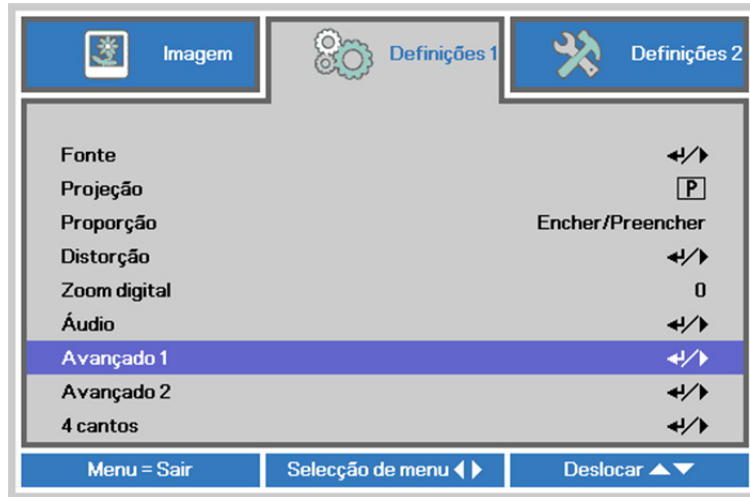 Imagem
Definições 1
Definições 2
Fonte
Projeção P
Proporção Encher/Preencher
Distorção
Zoom digital 0
Áudio
Avançado 1
Avançado 2
4 cantos
Menu = Sair
Selecção de menu
Deslocar